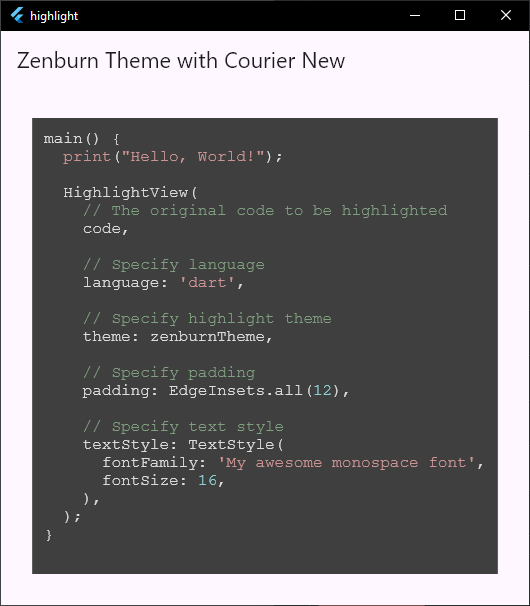 highlight
Zenburn Theme with Courier New
main() {
  print("Hello, World!");
  HighlightView(
    // The original code to be highlighted
    code,
    // Specify language
    language: 'dart',
    // Specify highlight theme
    theme: zenburnTheme,
    // Specify padding
    padding: EdgeInsets.all(12),
    // Specify text style
    textStyle: TextStyle(
      fontFamily: 'My awesome monospace font',
      fontSize: 16,
    ),
  );
}